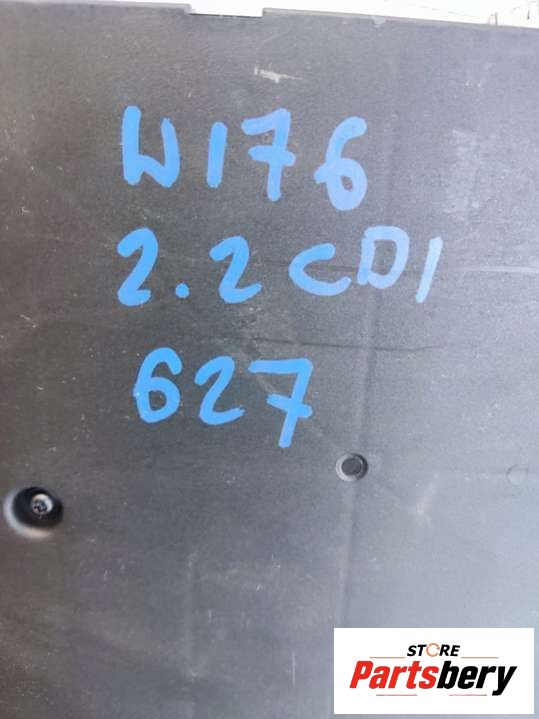 W176
2.2 CDI
627
STORE
Partsbery